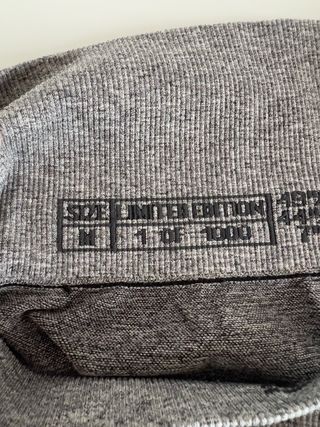 SIZE LIMITED EDITION
M 1 OF 1000